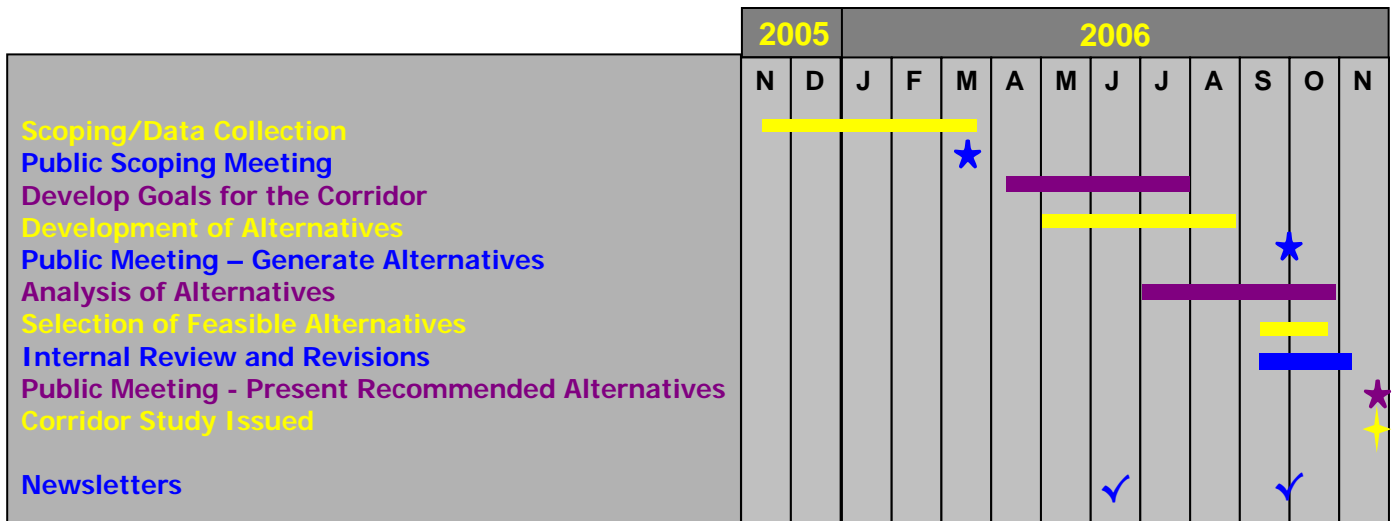 2005 2006
N D J F M A M J J A S O N
Scoping/Data Collection
Public Scoping Meeting
Develop Goals for the Corridor
Development of Alternatives
Public Meeting – Generate Alternatives
Analysis of Alternatives
Selection of Feasible Alternatives
Internal Review and Revisions
Public Meeting - Present Recommended Alternatives
Corridor Study Issued
Newsletters